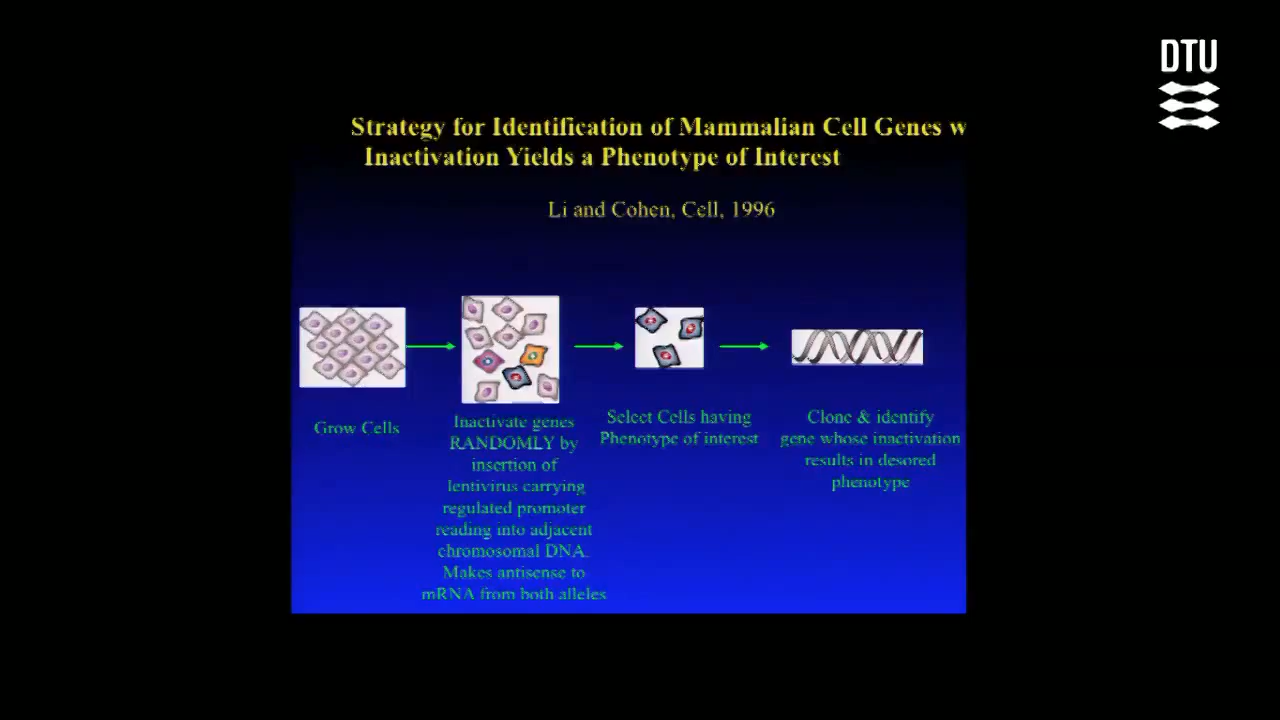 DTU
Strategy for Identification of Mammalian Cell Genes w
Inactivation Yields a Phenotype of Interest
Li and Cohen, Cell, 1996
Grow Cells
Inactivate genes
RANDOMLY by
insertion of
lentivirus carrying
regulated promoter
reading into adjacent
chromosomal DNA.
Makes antisense to
mRNA from both alleles
Select Cells having
Phenotype of interest
Clone & identify
gene whose inactivation
results in desored
phenotype